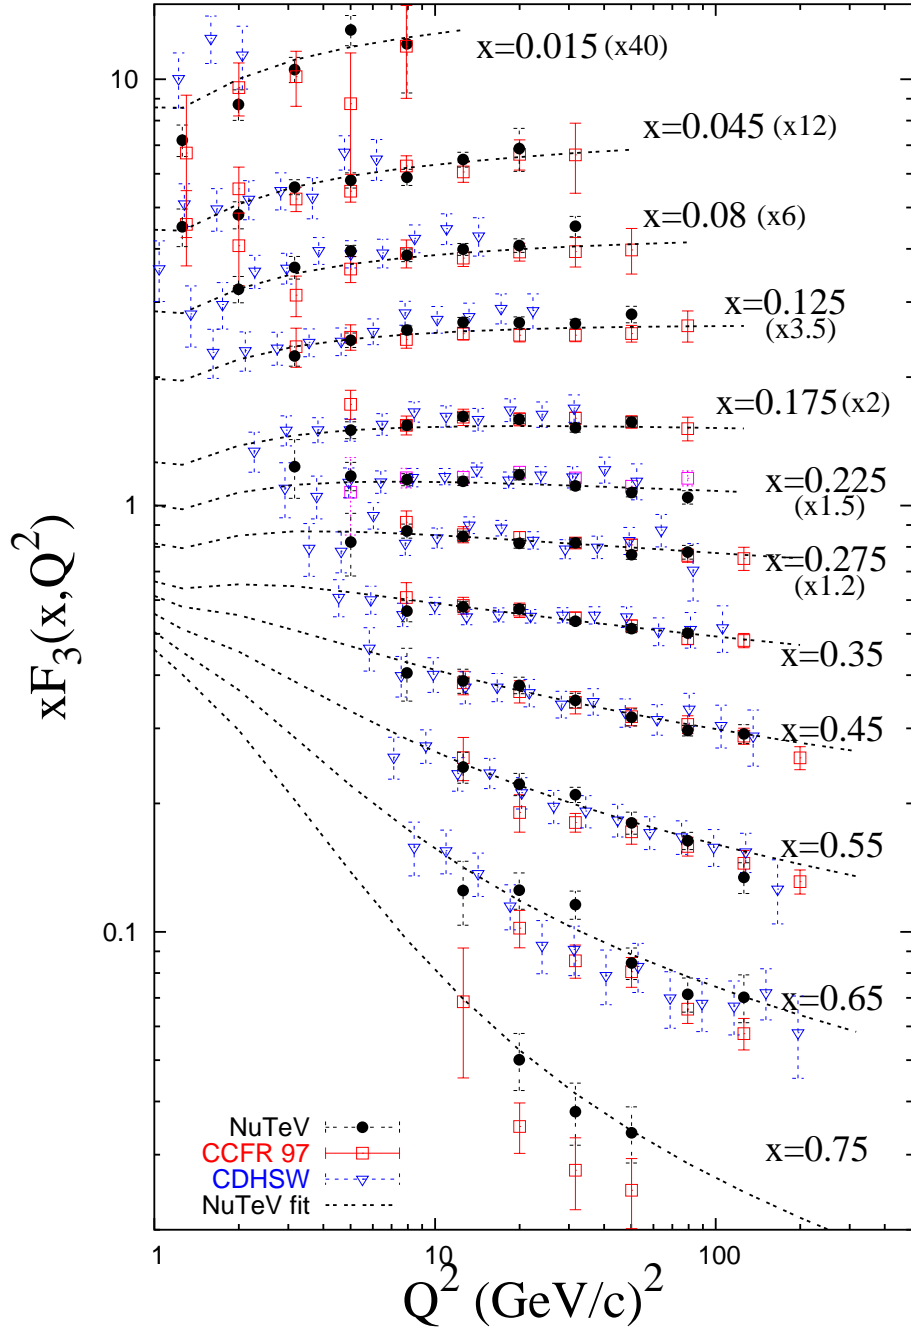 x=0.015 (x40)
10
x=0.045 (x12)
x=0.08 (x6)
x=0.125
(x3.5)
x=0.175 (x2)
1
x=0.225
(x1.5)
x=0.275
(x1.2)
xF₃(x,Q²)
x=0.35
x=0.45
x=0.55
0.1
x=0.65
NuTeV
CCFR 97
CDHSW
NuTeV fit
x=0.75
1 10 100
Q² (GeV/c)²